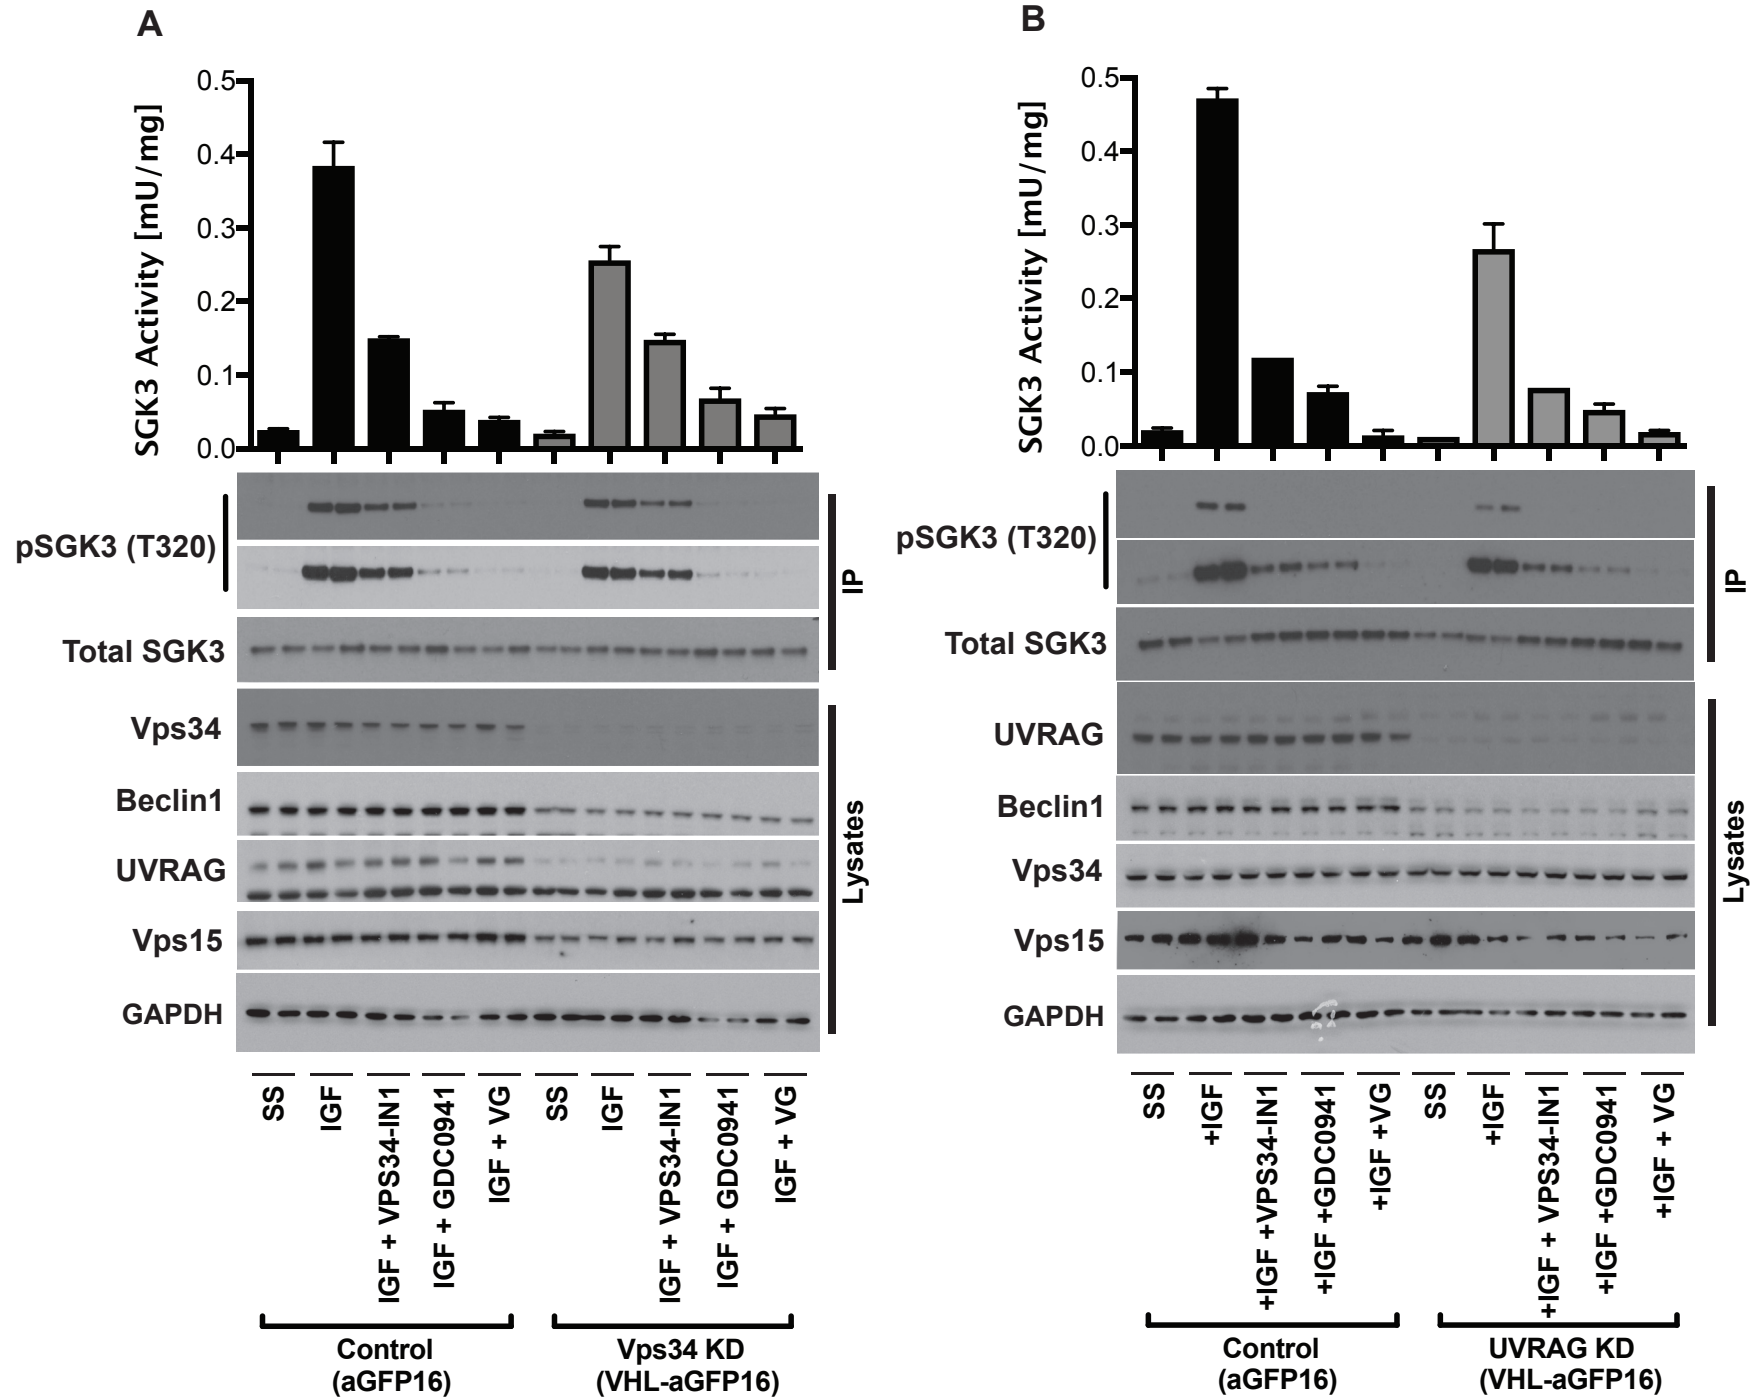 A
SGK3 Activity [mU/mg]
0.5
0.4
0.3
0.2
0.1
0.0
pSGK3 (T320)
Total SGK3
IP
Vps34
Beclin1
UVRAG
Vps15
GAPDH
Lysates
SS
IGF
IGF + VPS34-IN1
IGF + GDC0941
IGF + VG
SS
IGF
IGF + VPS34-IN1
IGF + GDC0941
IGF + VG
Control
(aGFP16)
Vps34 KD
(VHL-aGFP16)
B
SGK3 Activity [mU/mg]
0.5
0.4
0.3
0.2
0.1
0.0
pSGK3 (T320)
Total SGK3
IP
UVRAG
Beclin1
Vps34
Vps15
GAPDH
Lysates
SS
+IGF
+IGF +VPS34-IN1
+IGF +GDC0941
+IGF +VG
SS
+IGF
+IGF + VPS34-IN1
+IGF +GDC0941
+IGF + VG
Control
(aGFP16)
UVRAG KD
(VHL-aGFP16)